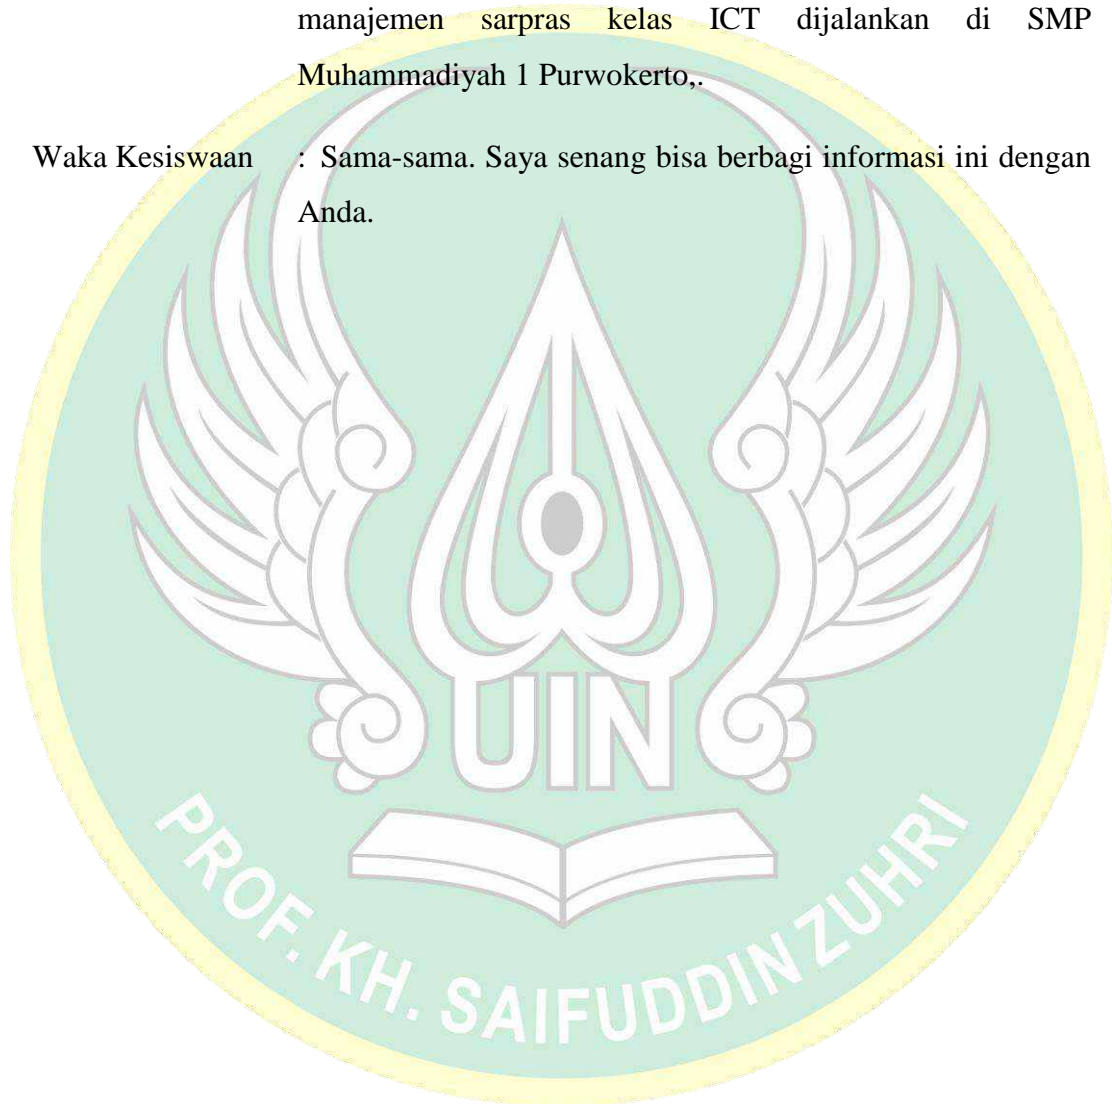 manajemen sarpras kelas ICT dijalankan di SMP
Muhammadiyah 1 Purwokerto,.
Waka Kesiswaan : Sama-sama. Saya senang bisa berbagi informasi ini dengan
Anda.
UIN
PROF. KH. SAIFUDDIN ZUHRI